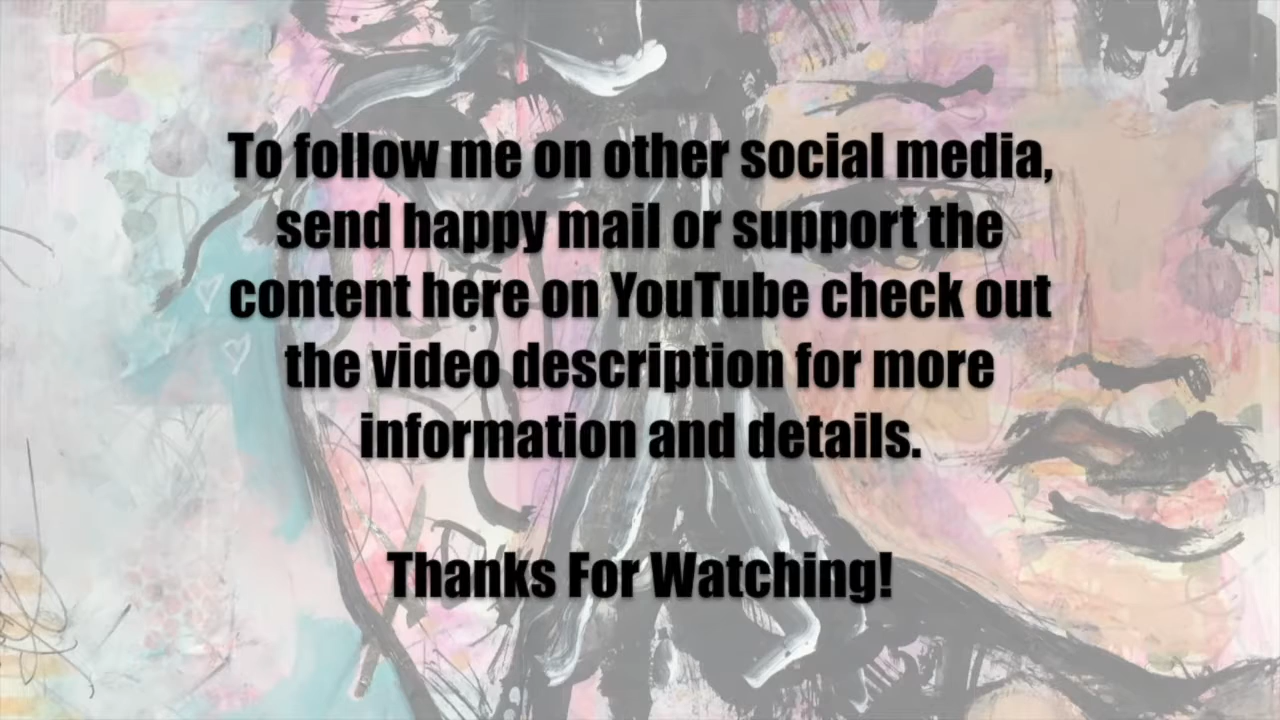 To follow me on other social media,
send happy mail or support the
content here on YouTube check out
the video description for more
information and details.
Thanks For Watching!